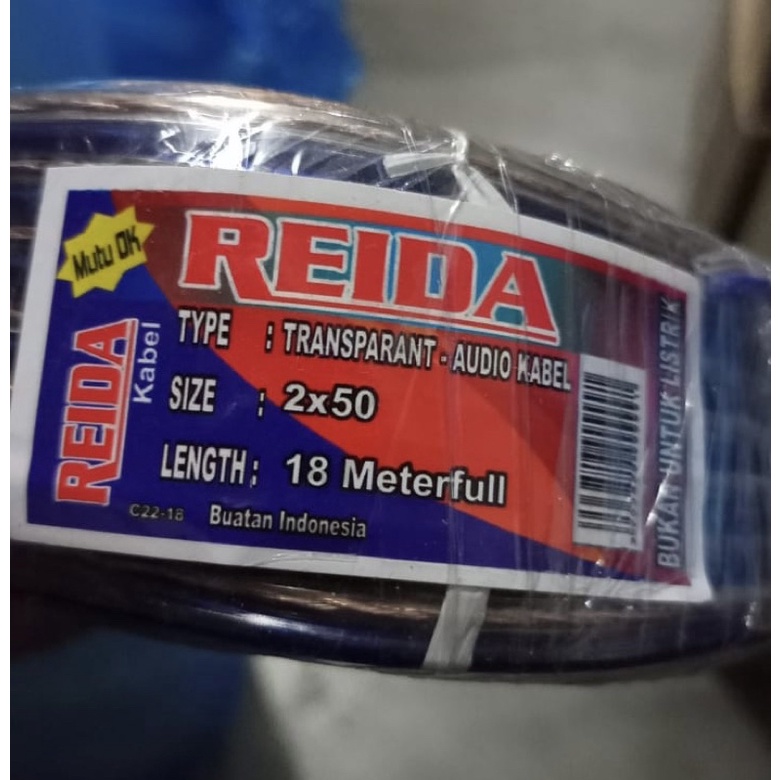 Mutu OK
REIDA
TYPE : TRANSPARANT - AUDIO KABEL
SIZE : 2x50
LENGTH : 18 Meterfull
C22-18 Buatan Indonesia
REIDA
Kabel
BUKAN UNTUK LISTRIK